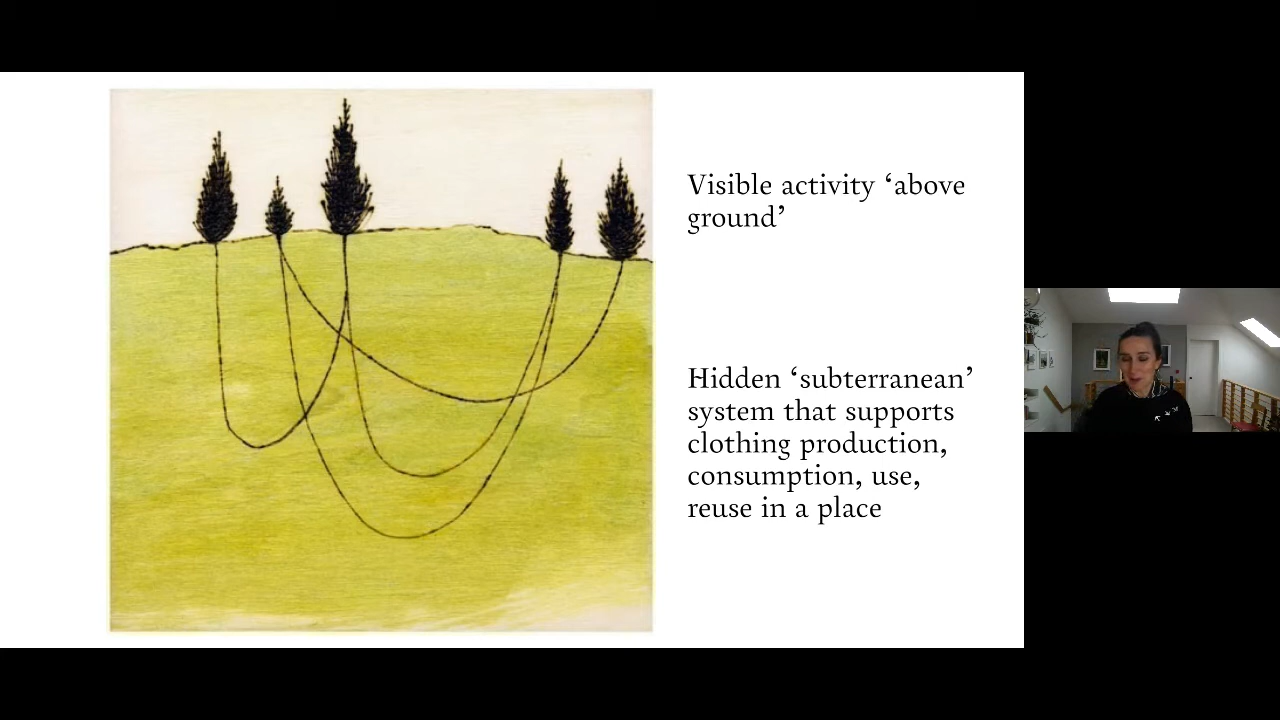 Visible activity ‘above
ground’
Hidden ‘subterranean’
system that supports
clothing production,
consumption, use,
reuse in a place